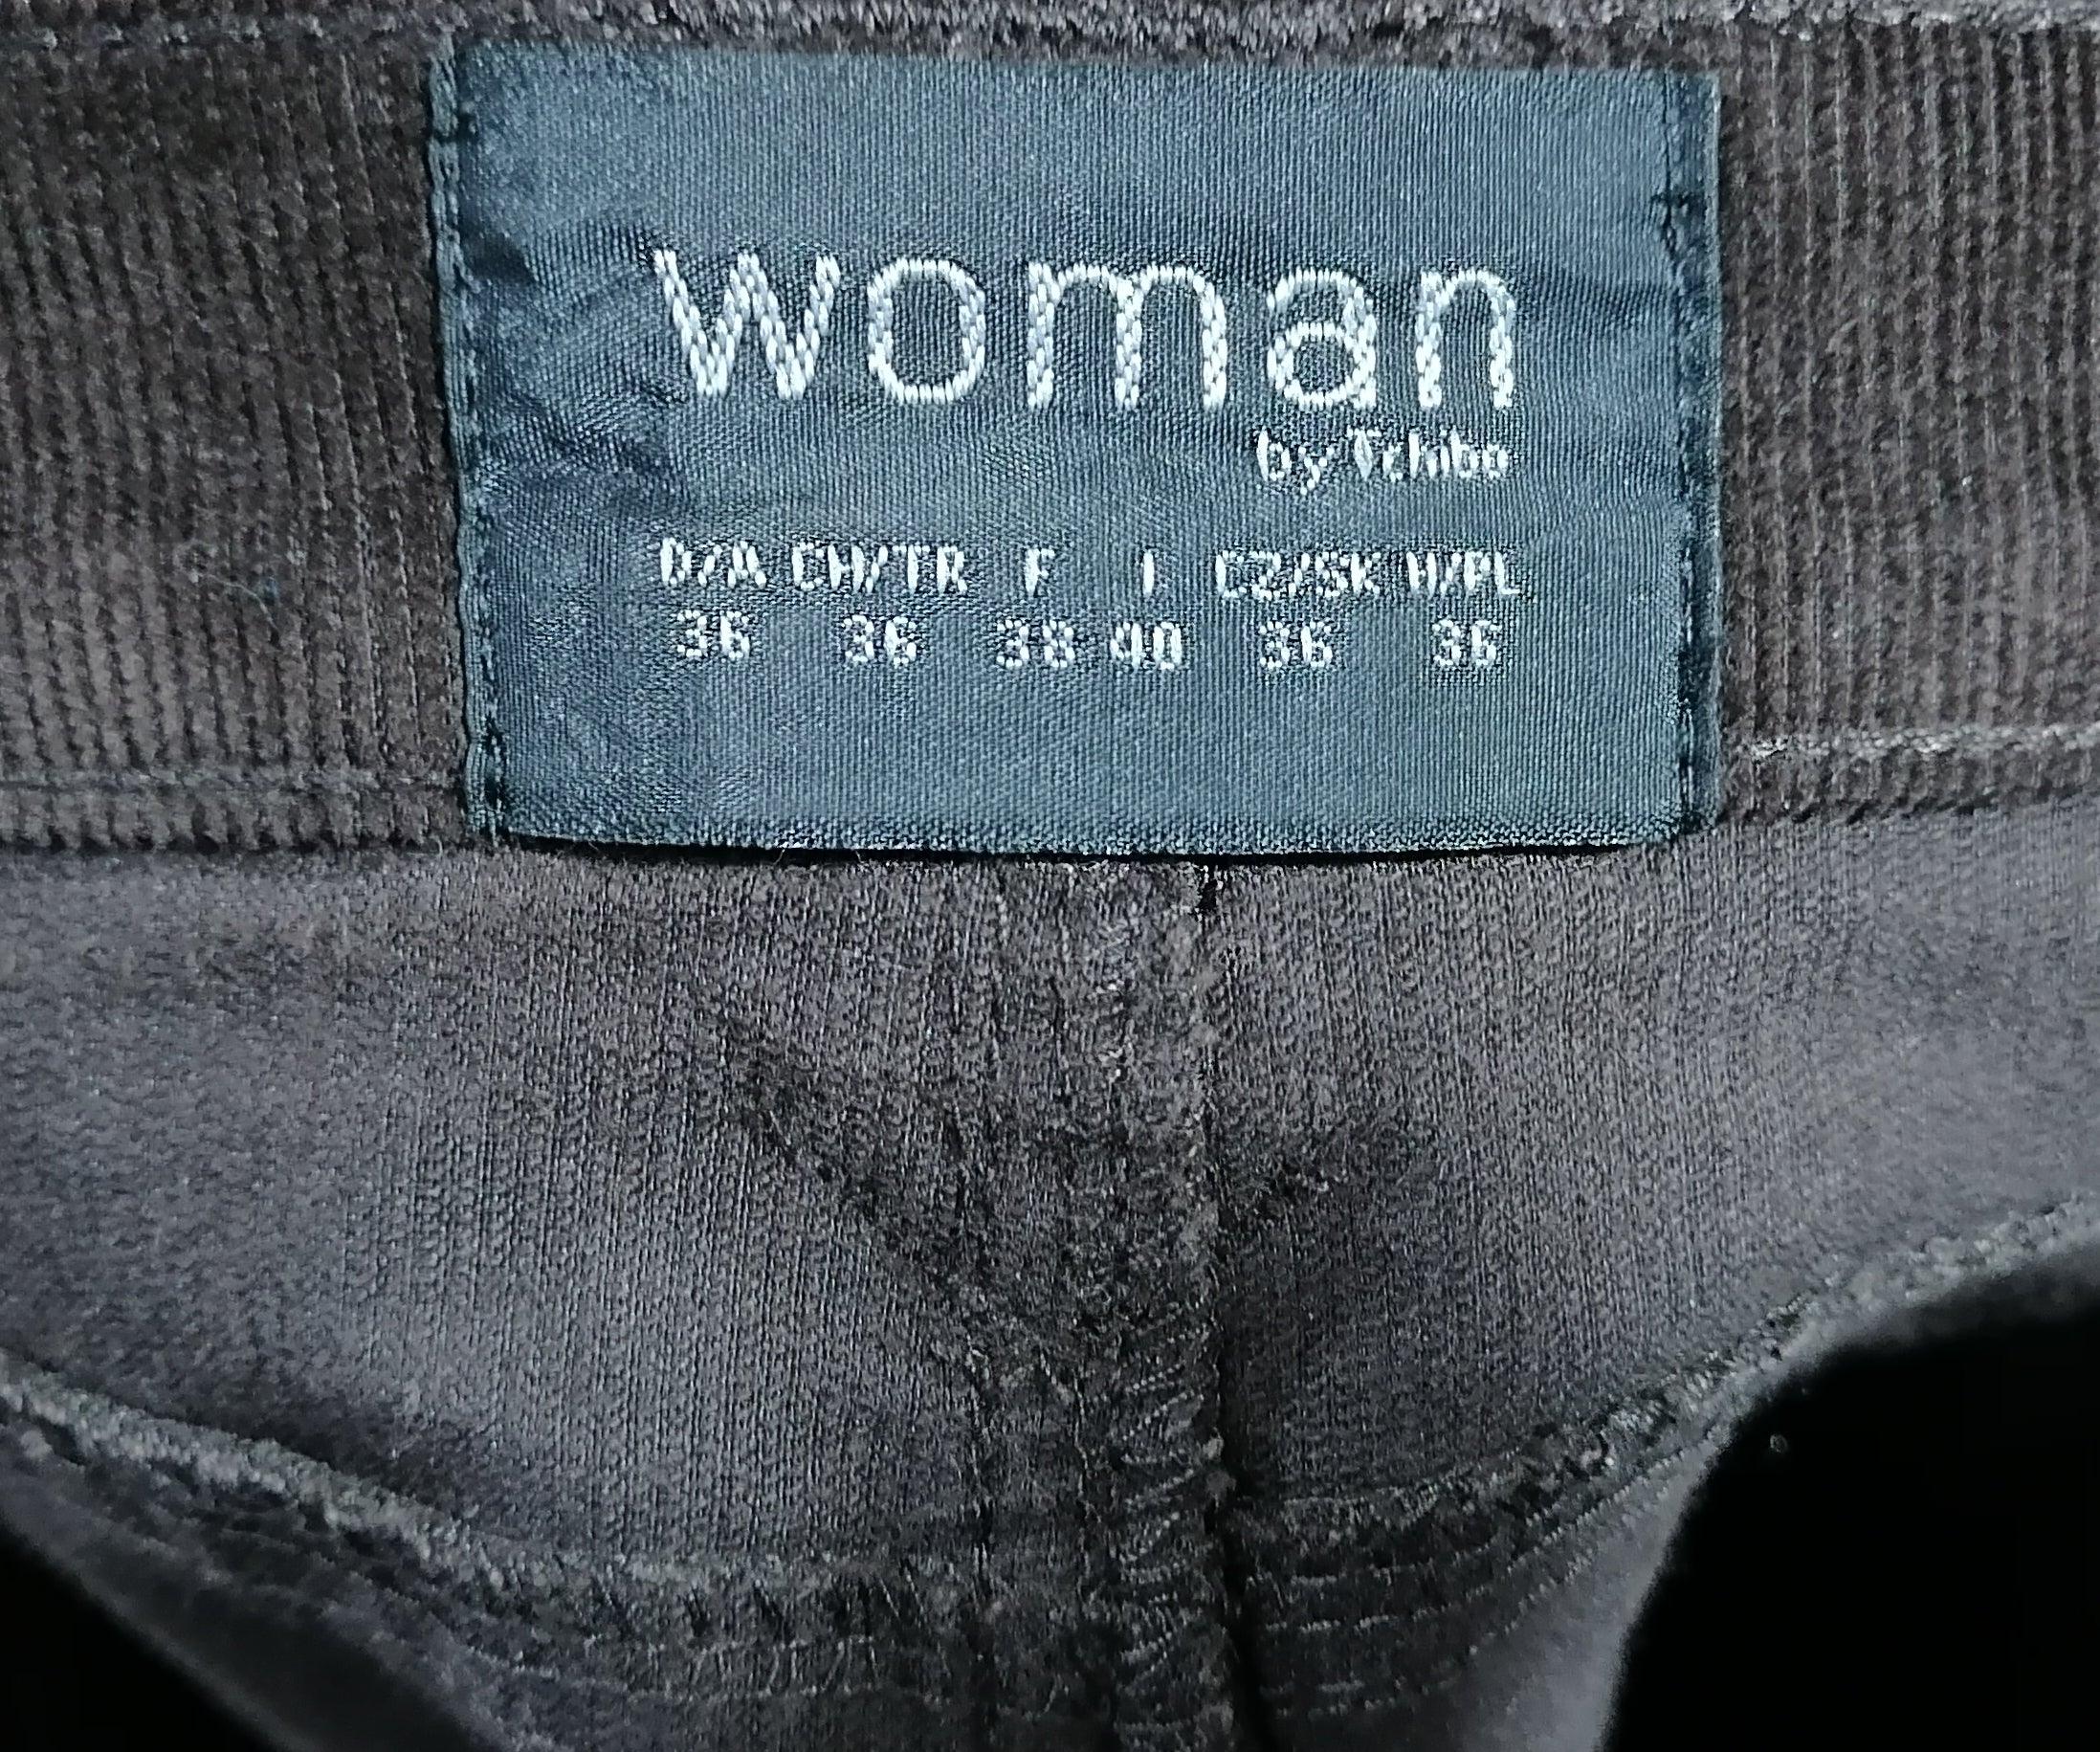 woman
by Tchibo
D/A CH/TR F I CZ/SK H/PL
36 36 38 40 36 36